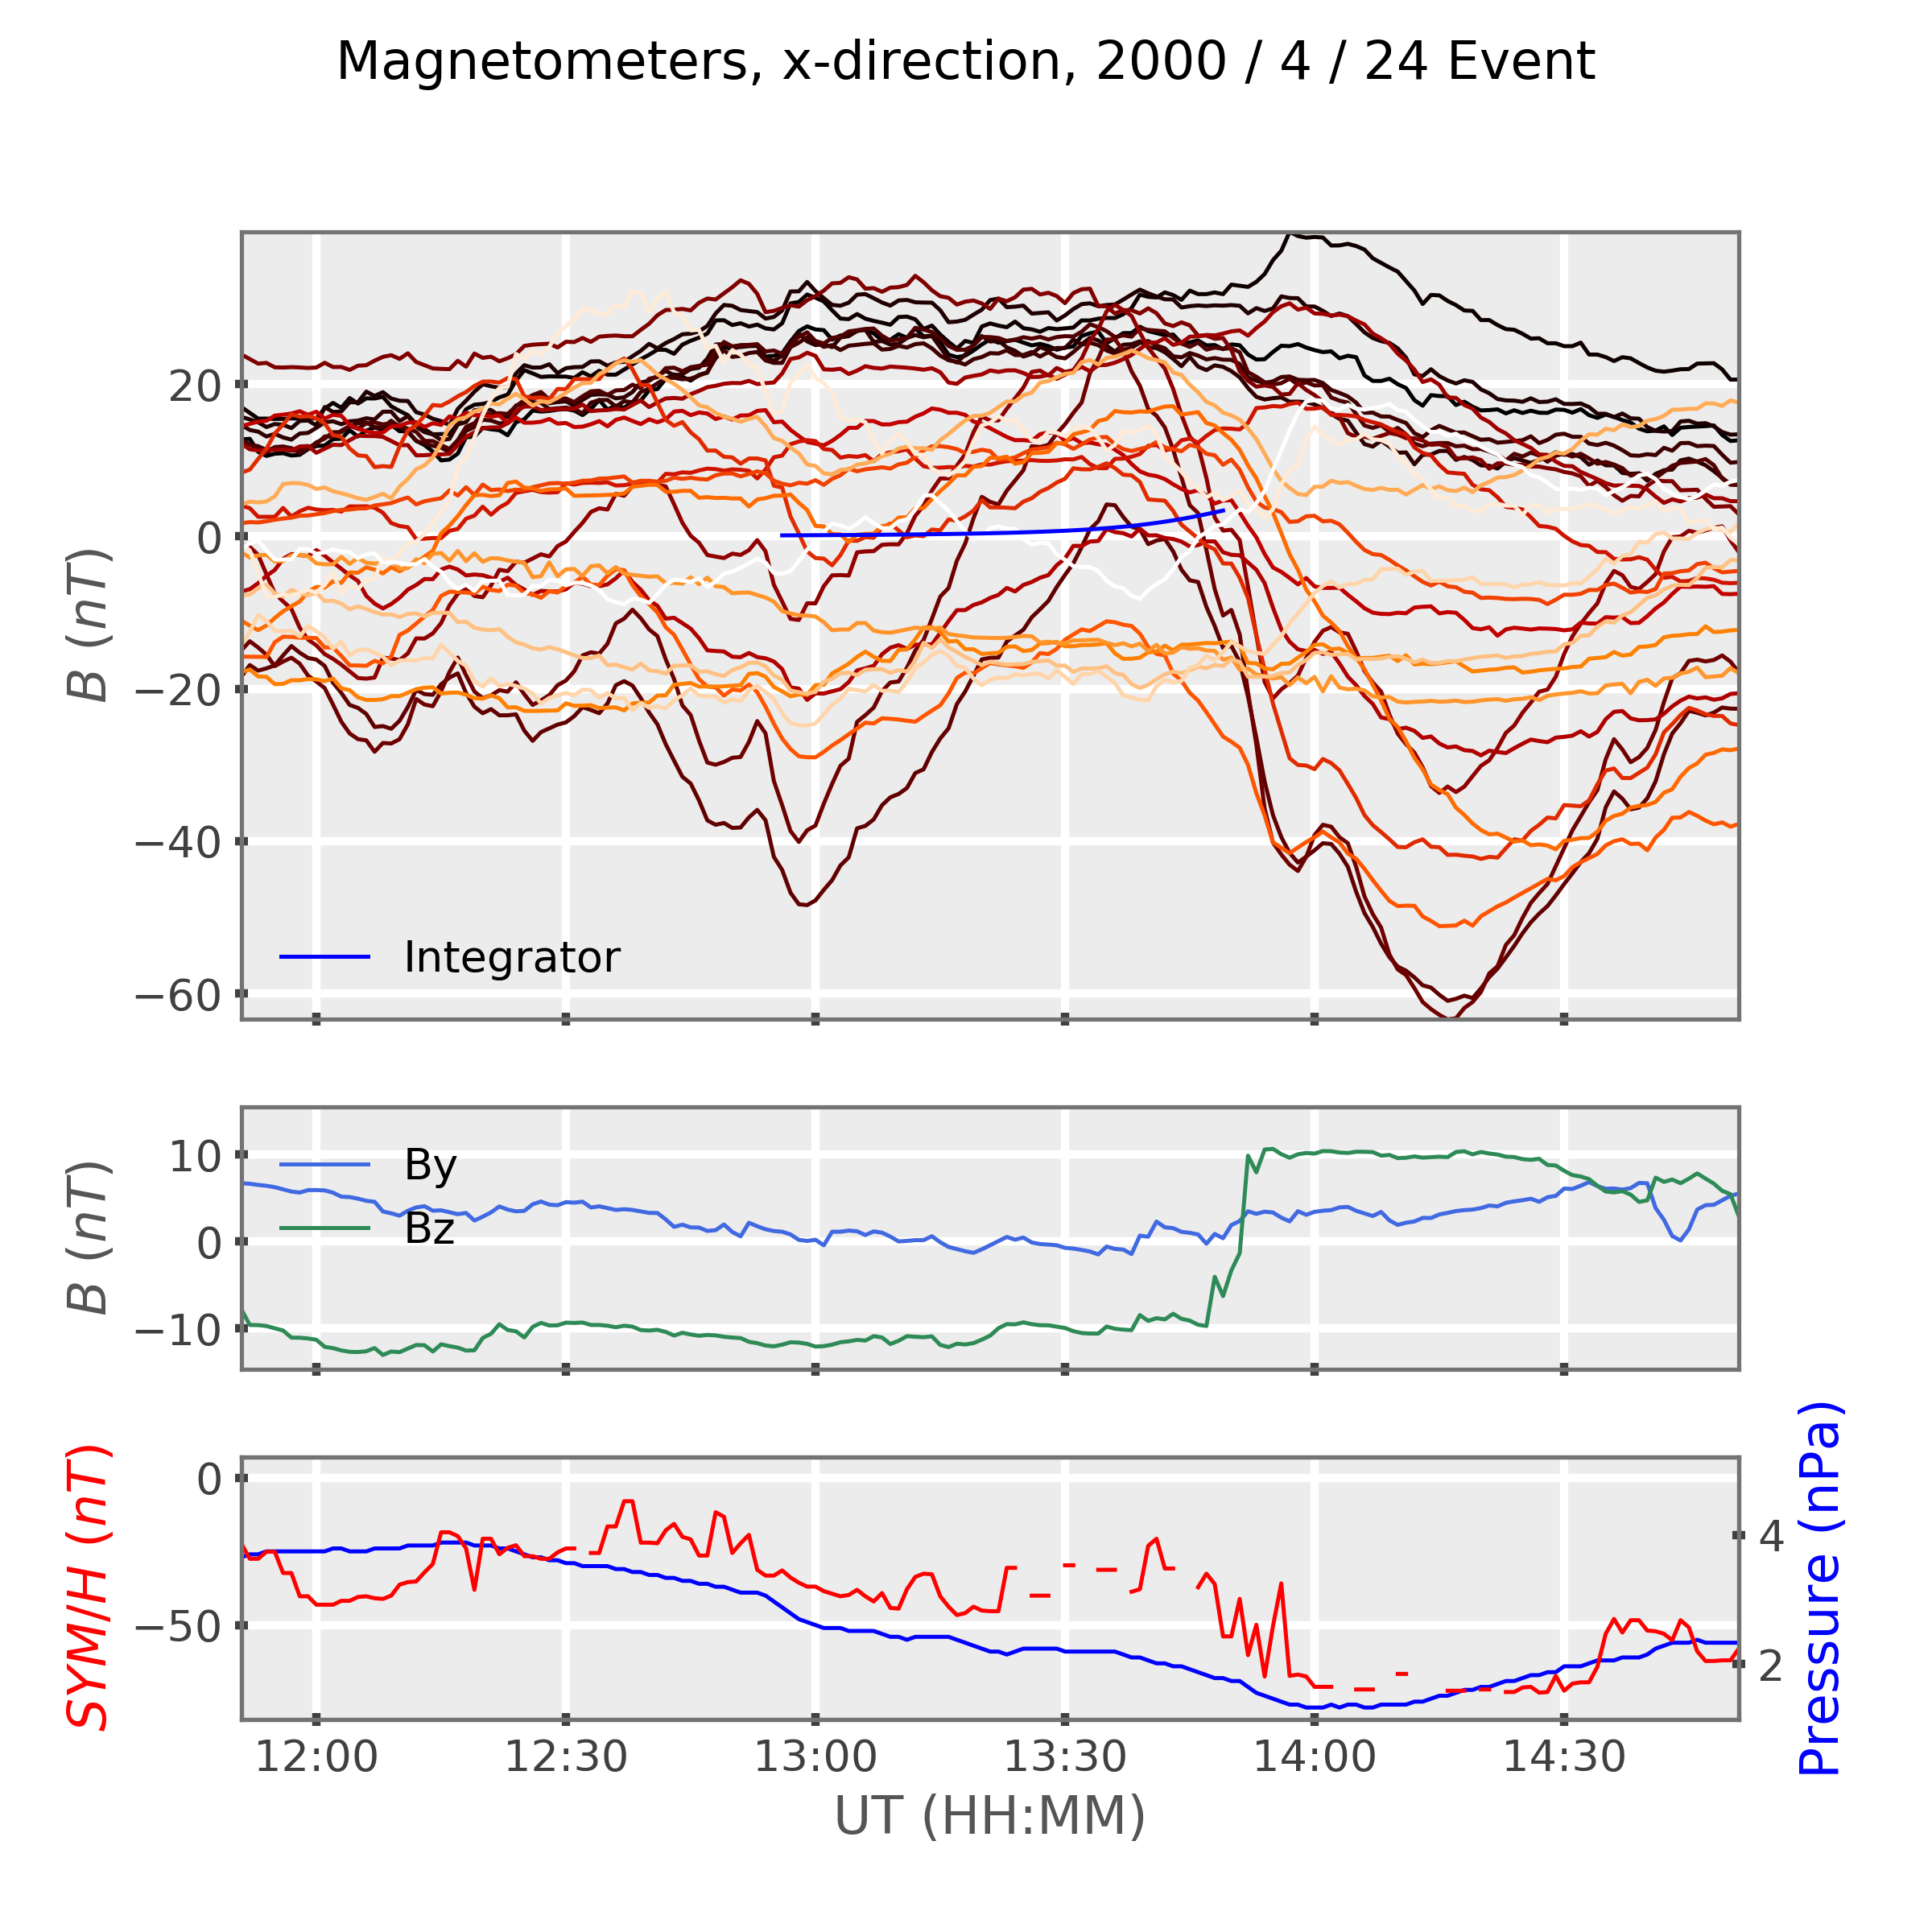 Magnetometers, x-direction, 2000 / 4 / 24 Event
20
0
−20
−40
−60
B (nT)
Integrator
10
0
−10
B (nT)
By
Bz
0
−50
SYM/H (nT)
4
2
Pressure (nPa)
12:00 12:30 13:00 13:30 14:00 14:30
UT (HH:MM)